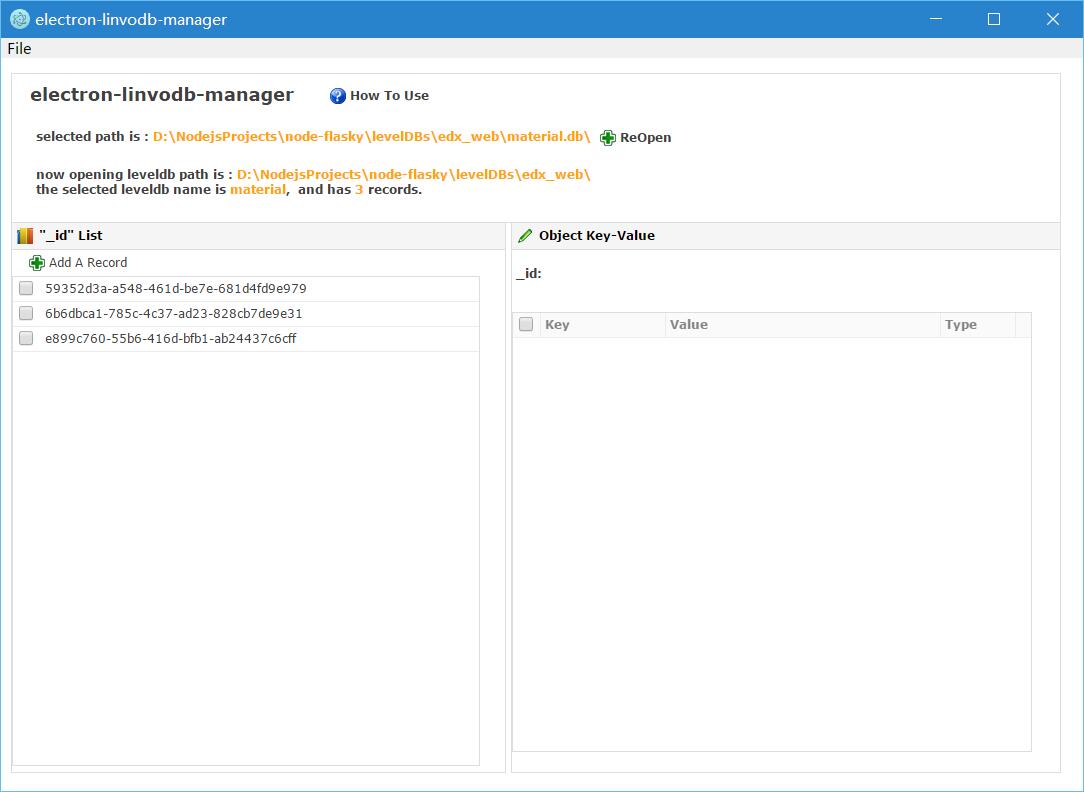 electron-linvodb-manager
File
electron-linvodb-manager
How To Use
selected path is : D:\NodejsProjects\node-flasky\levelDBs\edx_web\material.db\ ReOpen
now opening leveldb path is : D:\NodejsProjects\node-flasky\levelDBs\edx_web\
the selected leveldb name is material, and has 3 records.
"_id" List
Add A Record
59352d3a-a548-461d-be7e-681d4fd9e979
6b6dbca1-785c-4c37-ad23-828cb7de9e31
e899c760-55b6-416d-bfb1-ab24437c6cff
Object Key-Value
_id:
Key Value Type